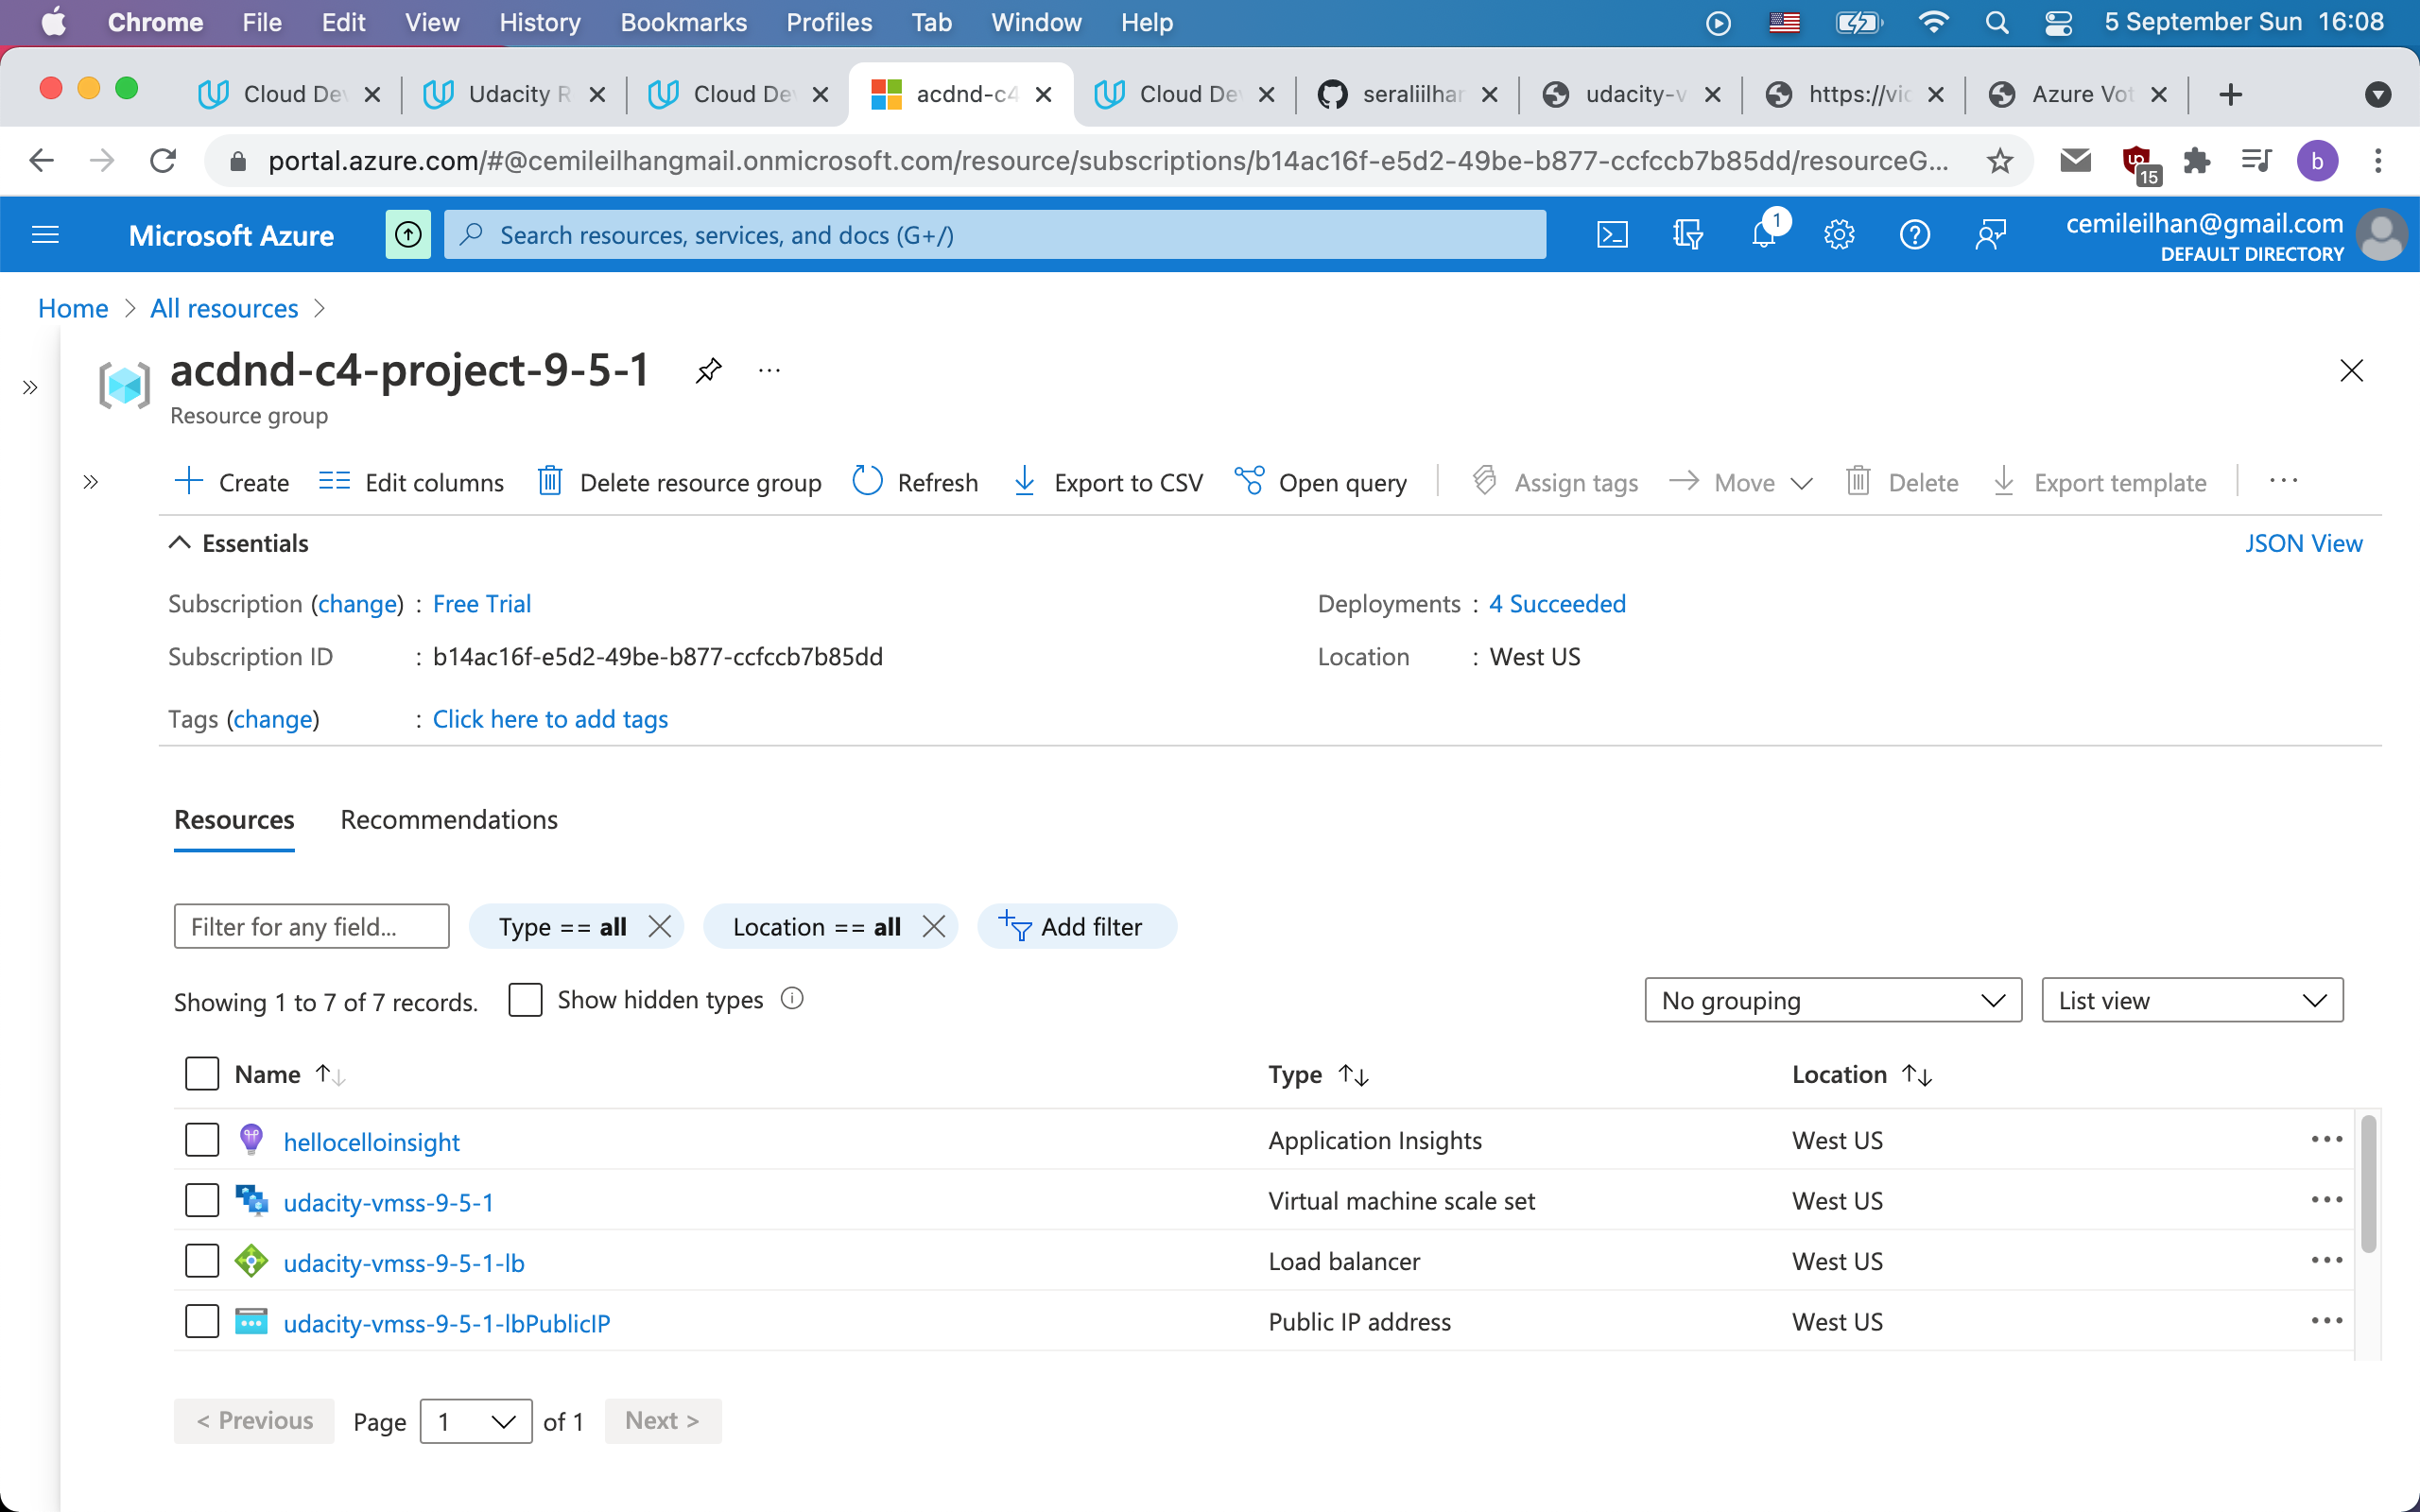 Chrome File Edit View History Bookmarks Profiles Tab Window Help 5 September Sun 16:08
Cloud De Udacity R Cloud De acdnd-c4 Cloud De seraliilhan udacity-v https://vid Azure Vot
portal.azure.com/#@cemileilhangmail.onmicrosoft.com/resource/subscriptions/b14ac16f-e5d2-49be-b877-ccfccb7b85dd/resourceG... 15 b
Microsoft Azure Search resources, services, and docs (G+/) 1 cemileilhan@gmail.com
DEFAULT DIRECTORY
Home > All resources >
acdnd-c4-project-9-5-1 ...
Resource group
Create Edit columns Delete resource group Refresh Export to CSV Open query Assign tags Move Delete Export template ...
Essentials JSON View
Subscription (change) : Free Trial Deployments : 4 Succeeded
Subscription ID : b14ac16f-e5d2-49be-b877-ccfccb7b85dd Location : West US
Tags (change) : Click here to add tags
Resources Recommendations
Filter for any field... Type == all Location == all Add filter
Showing 1 to 7 of 7 records. Show hidden types No grouping List view
Name Type Location
hellocelloinsight Application Insights West US ...
udacity-vmss-9-5-1 Virtual machine scale set West US ...
udacity-vmss-9-5-1-lb Load balancer West US ...
udacity-vmss-9-5-1-lbPublicIP Public IP address West US ...
< Previous Page 1 of 1 Next >